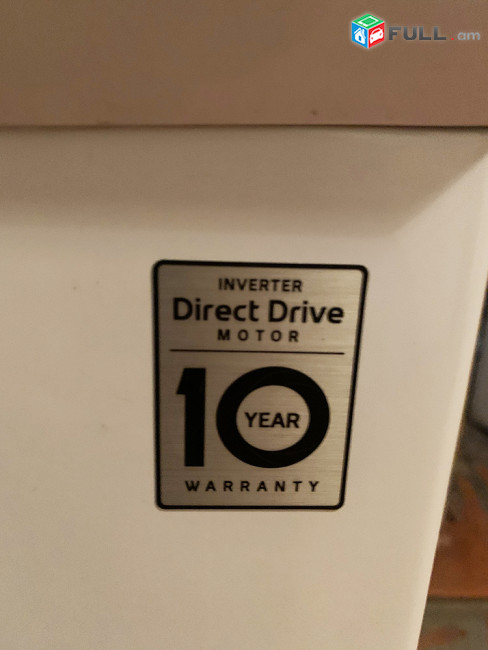 FULL am
INVERTER
Direct Drive
MOTOR
10 YEAR
WARRANTY